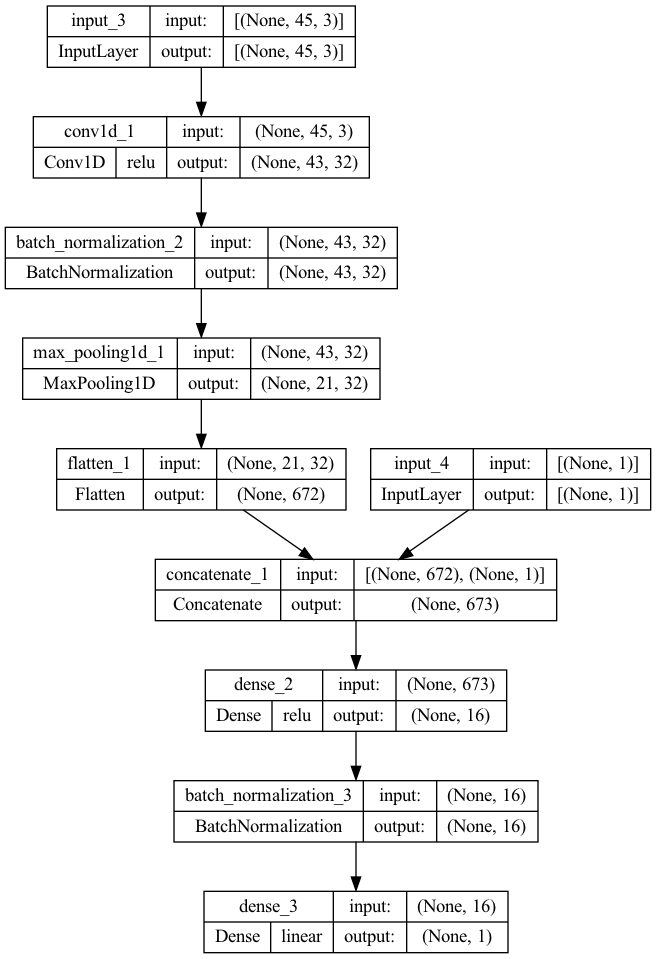 input_3 input: [(None, 45, 3)]
InputLayer output: [(None, 45, 3)]
conv1d_1 input: (None, 45, 3)
Conv1D relu output: (None, 43, 32)
batch_normalization_2 input: (None, 43, 32)
BatchNormalization output: (None, 43, 32)
max_pooling1d_1 input: (None, 43, 32)
MaxPooling1D output: (None, 21, 32)
flatten_1 input: (None, 21, 32)
Flatten output: (None, 672)
input_4 input: [(None, 1)]
InputLayer output: [(None, 1)]
concatenate_1 input: [(None, 672), (None, 1)]
Concatenate output: (None, 673)
dense_2 input: (None, 673)
Dense relu output: (None, 16)
batch_normalization_3 input: (None, 16)
BatchNormalization output: (None, 16)
dense_3 input: (None, 16)
Dense linear output: (None, 1)